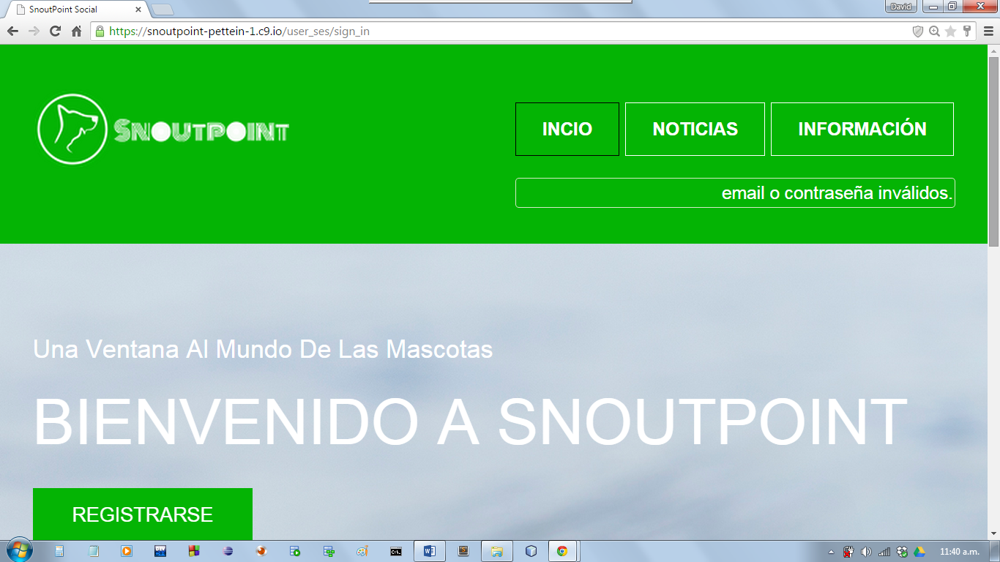 SnoutPoint Social
David
https://snoutpoint-pettein-1.c9.io/user_ses/sign_in
SNOUTPOINT
INCIO
NOTICIAS
INFORMACIÓN
email o contraseña inválidos.
Una Ventana Al Mundo De Las Mascotas
BIENVENIDO A SNOUTPOINT
REGISTRARSE
11:40 a.m.